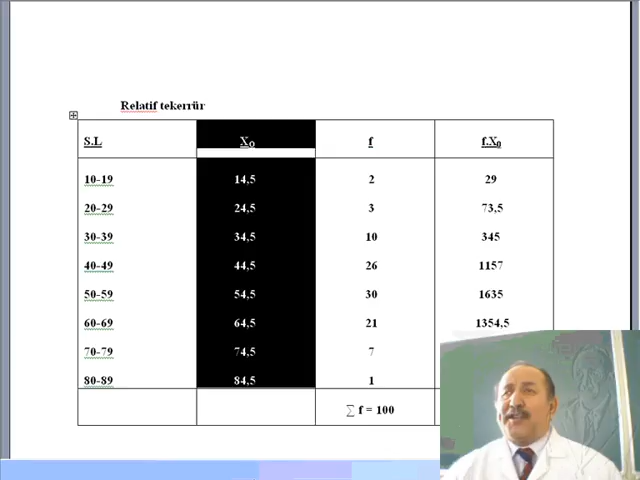 Relatif tekerrür
S.L X0 f f.X0
10-19 14,5 2 29
20-29 24,5 3 73,5
30-39 34,5 10 345
40-49 44,5 26 1157
50-59 54,5 30 1635
60-69 64,5 21 1354,5
70-79 74,5 7
80-89 84,5 1
∑ f = 100